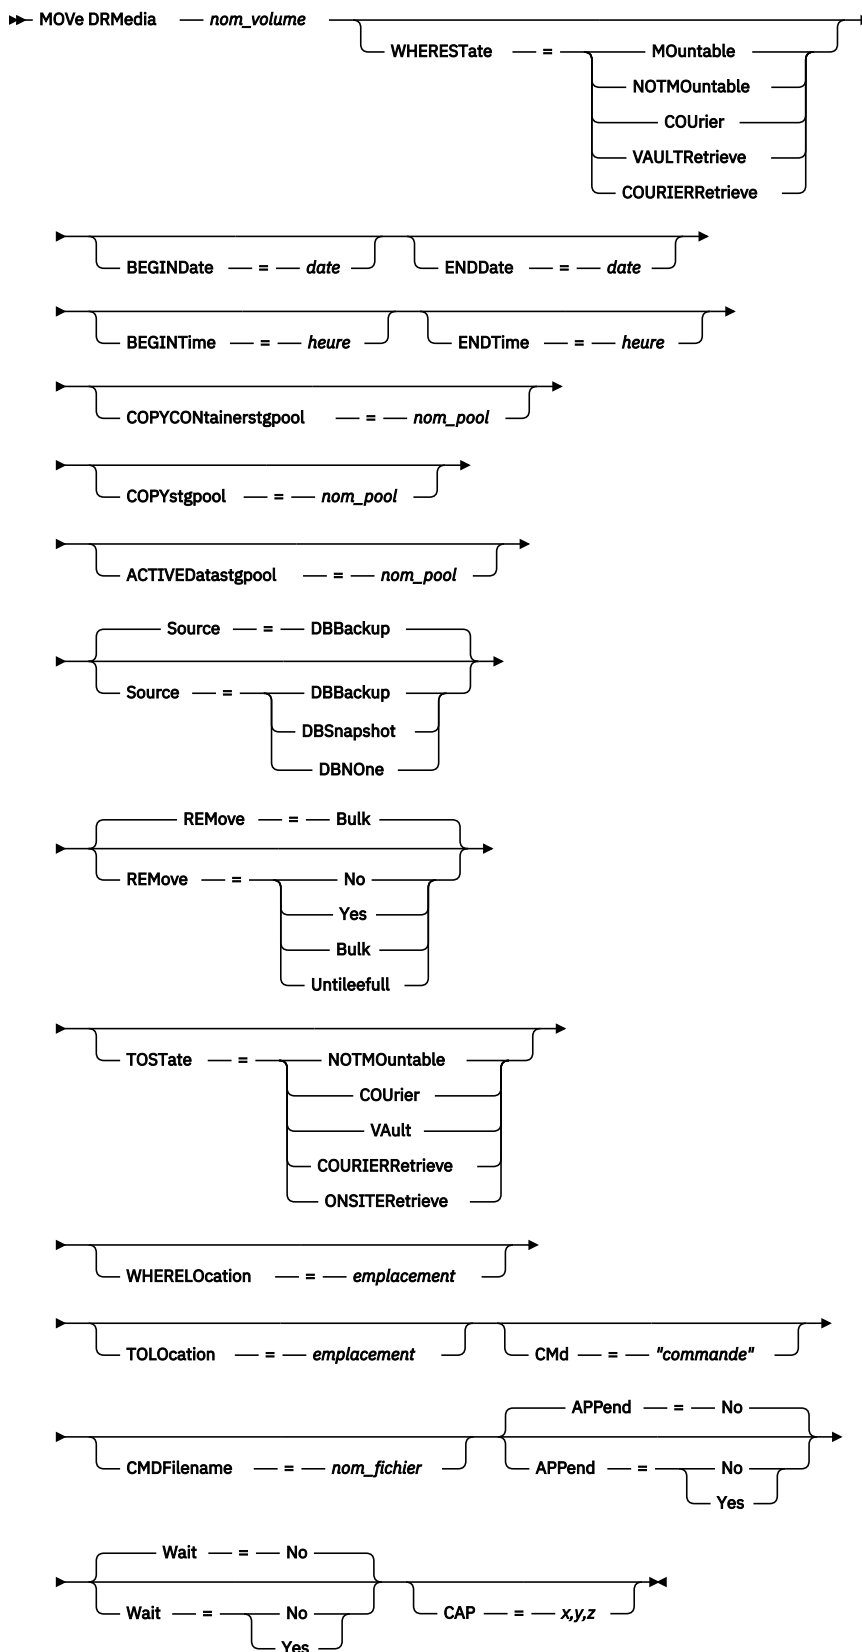 MOVe DRMedia nom_volume
WHERESTate = MOuntable
NOTMOuntable
COUrier
VAULTRetrieve
COURIERRetrieve
BEGINDate = date ENDDate = date
BEGINTime = heure ENDTime = heure
COPYCONtainerstgpool = nom_pool
COPYstgpool = nom_pool
ACTIVEDatastgpool = nom_pool
Source = DBBackup
Source = DBBackup
DBSnapshot
DBNOne
REMove = Bulk
REMove = No
Yes
Bulk
Untileefull
TOSTate = NOTMOuntable
COUrier
VAult
COURIERRetrieve
ONSITERetrieve
WHERELOcation = emplacement
TOLOcation = emplacement CMd = "commande"
APPend = No
CMDFilename = nom_fichier APPend = No
Yes
Wait = No
Wait = No CAP = x,y,z
Yes